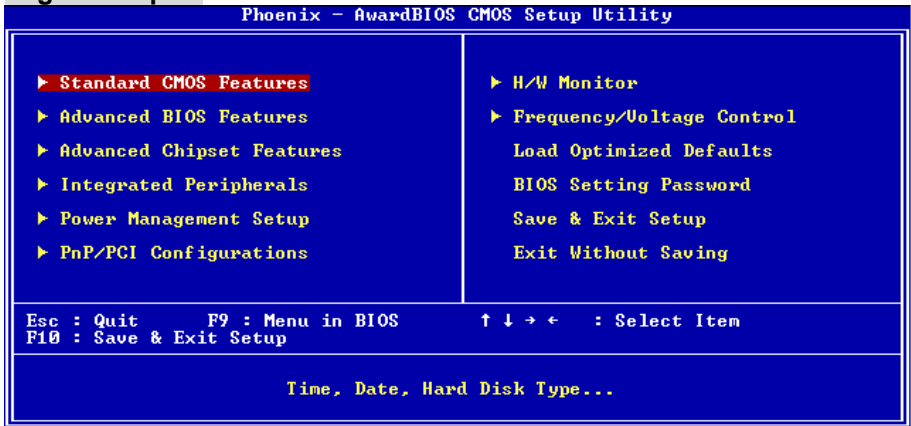 Phoenix – AwardBIOS CMOS Setup Utility
▶ Standard CMOS Features
▶ Advanced BIOS Features
▶ Advanced Chipset Features
▶ Integrated Peripherals
▶ Power Management Setup
▶ PnP/PCI Configurations
▶ H/W Monitor
▶ Frequency/Voltage Control
Load Optimized Defaults
BIOS Setting Password
Save & Exit Setup
Exit Without Saving
Esc : Quit F9 : Menu in BIOS ↑ ↓ → ← : Select Item
F10 : Save & Exit Setup
Time, Date, Hard Disk Type...